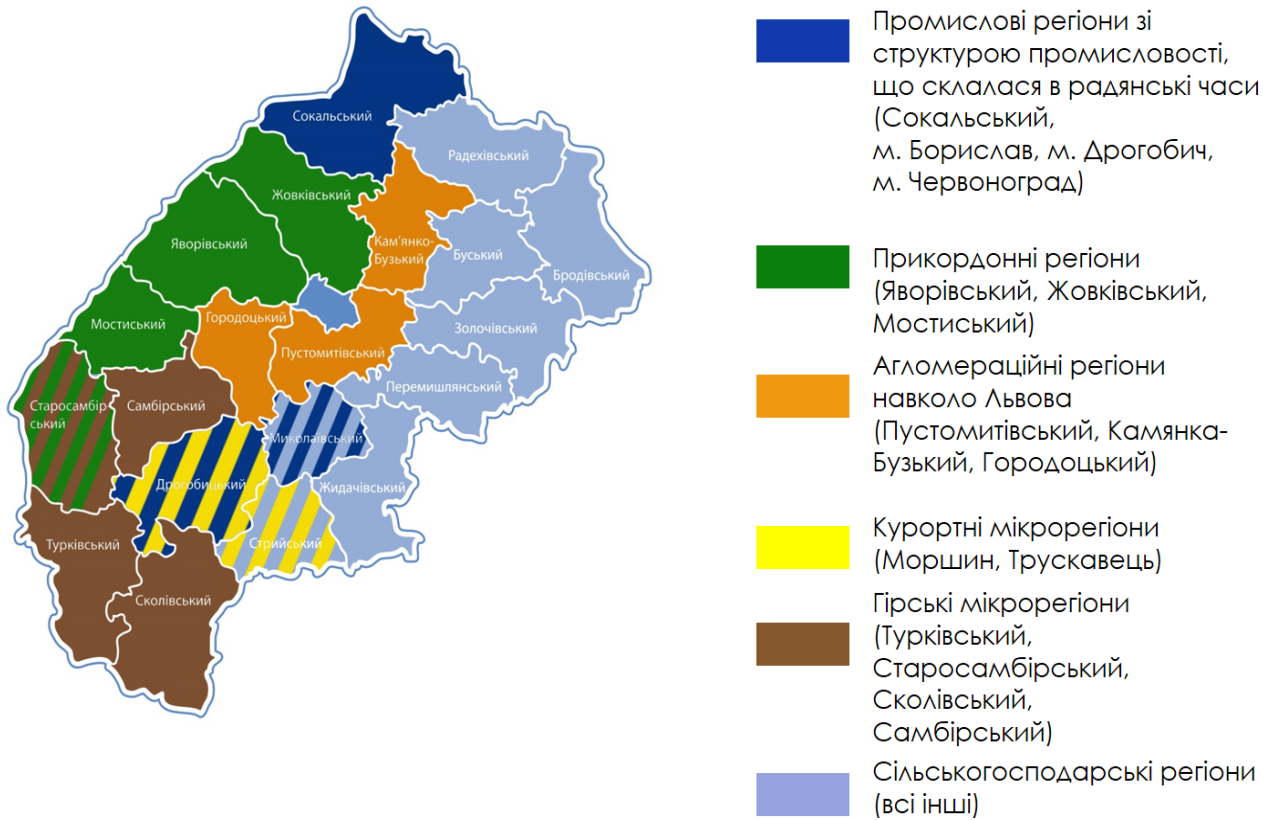 Сокальський
Радехівський
Жовківський
Яворівський
Кам'янко-
Бузький
Буський
Бродівський
Мостиський
Городоцький
Пустомитівський
Золочівський
Перемишлянський
Старосамбір
ський
Самбірський
Миколаївський
Дрогобицький
Жидачівський
Стрийський
Турківський
Сколівський
Промислові регіони зі
структурою промисловості,
що склалася в радянські часи
(Сокальський,
м. Борислав, м. Дрогобич,
м. Червоноград)
Прикордонні регіони
(Яворівський, Жовківський,
Мостиський)
Агломераційні регіони
навколо Львова
(Пустомитівський, Камянка-
Бузький, Городоцький)
Курортні мікрорегіони
(Моршин, Трускавець)
Гірські мікрорегіони
(Турківський,
Старосамбірський,
Сколівський,
Самбірський)
Сільськогосподарські регіони
(всі інші)